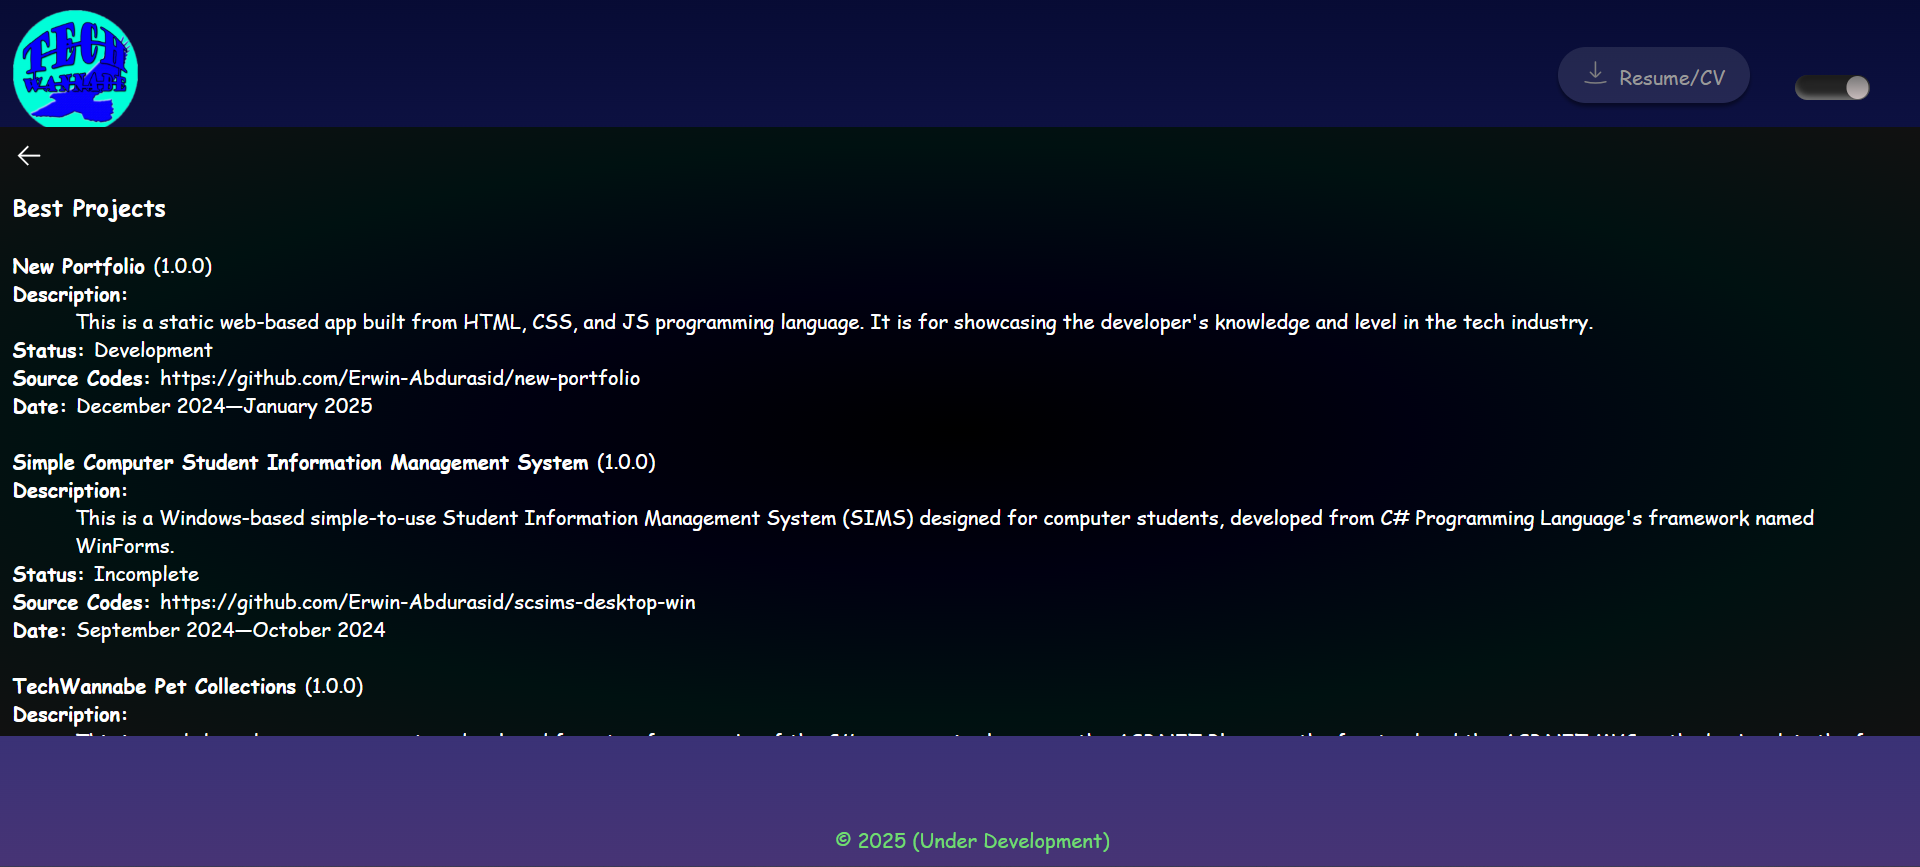 TECH
Resume/CV
Best Projects
New Portfolio (1.0.0)
Description:
This is a static web-based app built from HTML, CSS, and JS programming language. It is for showcasing the developer's knowledge and level in the tech industry.
Status: Development
Source Codes: https://github.com/Erwin-Abdurasid/new-portfolio
Date: December 2024—January 2025
Simple Computer Student Information Management System (1.0.0)
Description:
This is a Windows-based simple-to-use Student Information Management System (SIMS) designed for computer students, developed from C# Programming Language's framework named
WinForms.
Status: Incomplete
Source Codes: https://github.com/Erwin-Abdurasid/scsims-desktop-win
Date: September 2024—October 2024
TechWannabe Pet Collections (1.0.0)
Description:
© 2025 (Under Development)